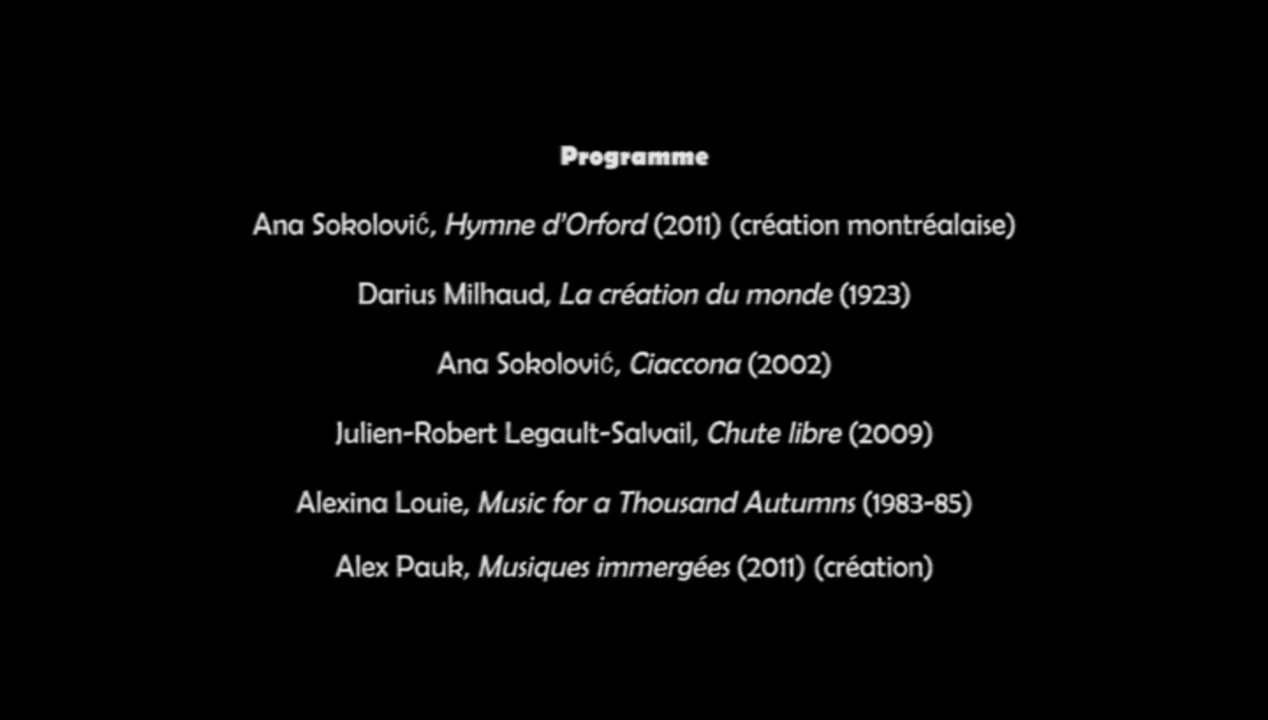 Programme
Ana Sokolović, Hymne d'Orford (2011) (création montréalaise)
Darius Milhaud, La création du monde (1923)
Ana Sokolović, Ciaccona (2002)
Julien-Robert Legault-Salvail, Chute libre (2009)
Alexina Louie, Music for a Thousand Autumns (1983-85)
Alex Pauk, Musiques immergées (2011) (création)